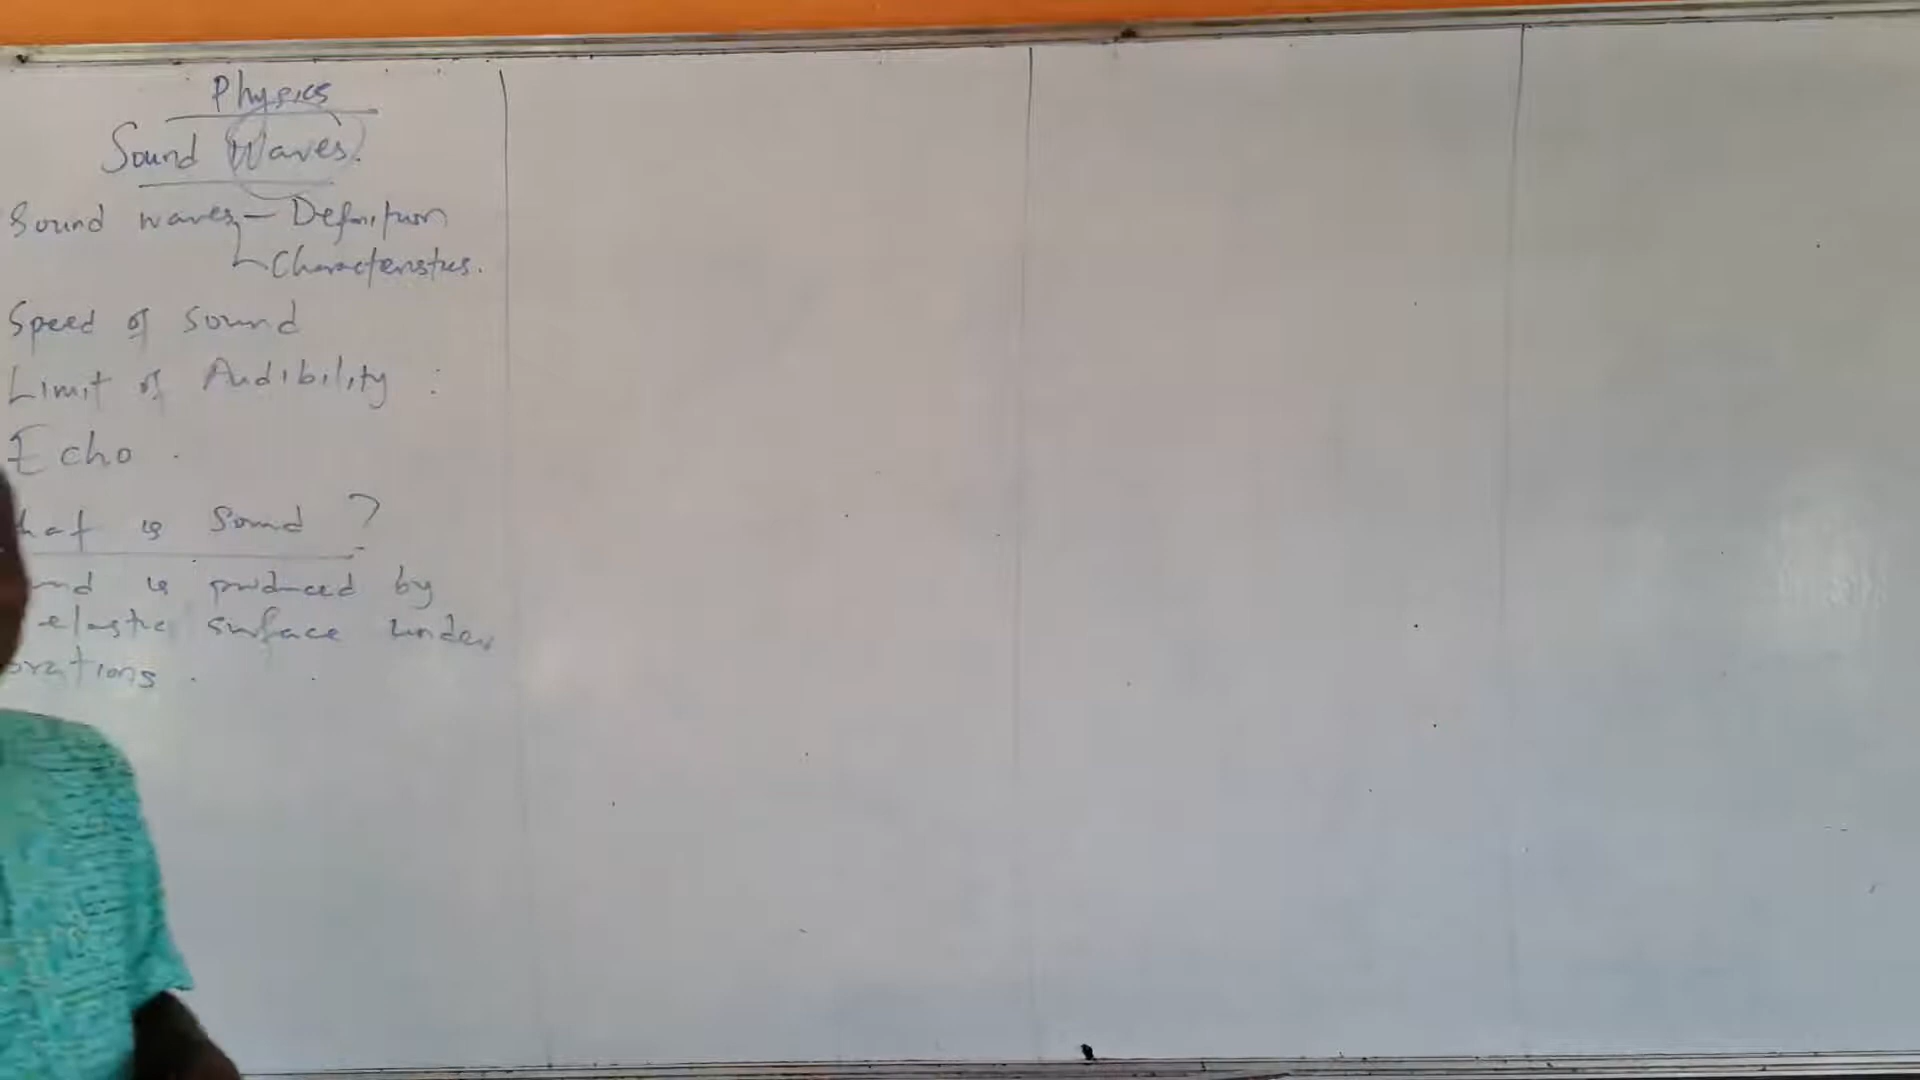 Physics
Sound Waves.
Sound waves - Definition
Characteristics.
Speed of sound
Limit of Audibility :
Echo .
hat is Sound ?
nd is produced by
elastic surface under
rations .